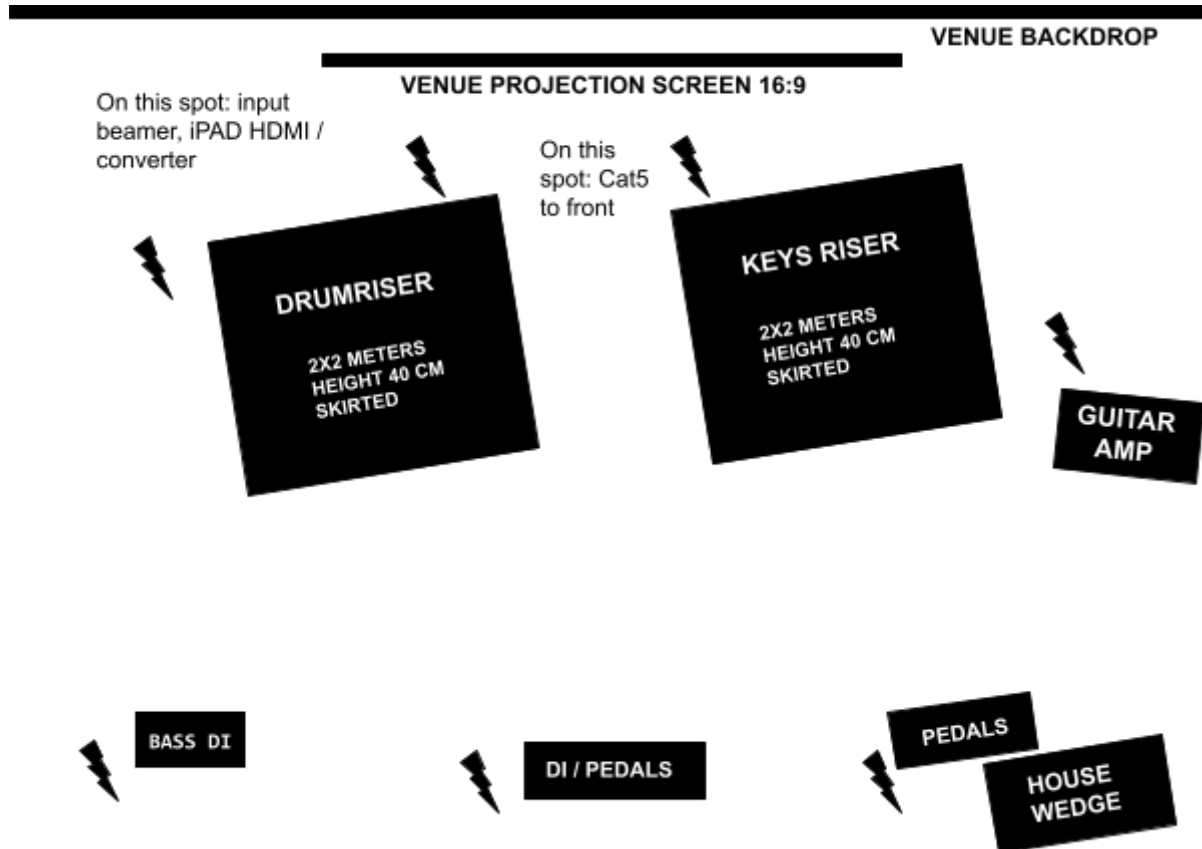 VENUE BACKDROP
VENUE PROJECTION SCREEN 16:9
On this spot: input
beamer, iPAD HDMI /
converter
On this
spot: Cat5
to front
DRUMRISER
2X2 METERS
HEIGHT 40 CM
SKIRTED
KEYS RISER
2X2 METERS
HEIGHT 40 CM
SKIRTED
GUITAR
AMP
BASS DI
DI / PEDALS
PEDALS
HOUSE
WEDGE